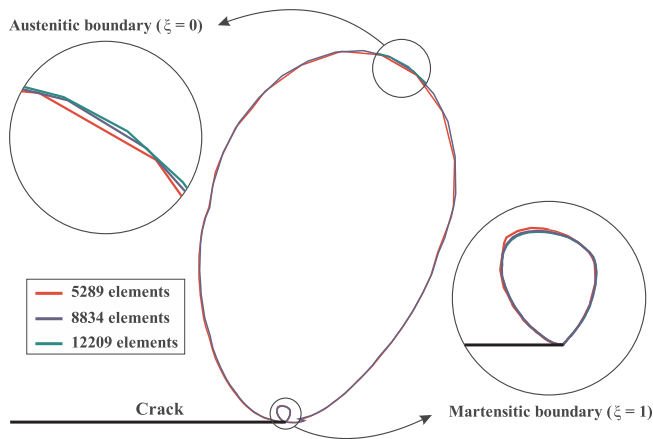 Austenitic boundary (ξ = 0)
5289 elements
8834 elements
12209 elements
Crack
Martensitic boundary (ξ = 1)